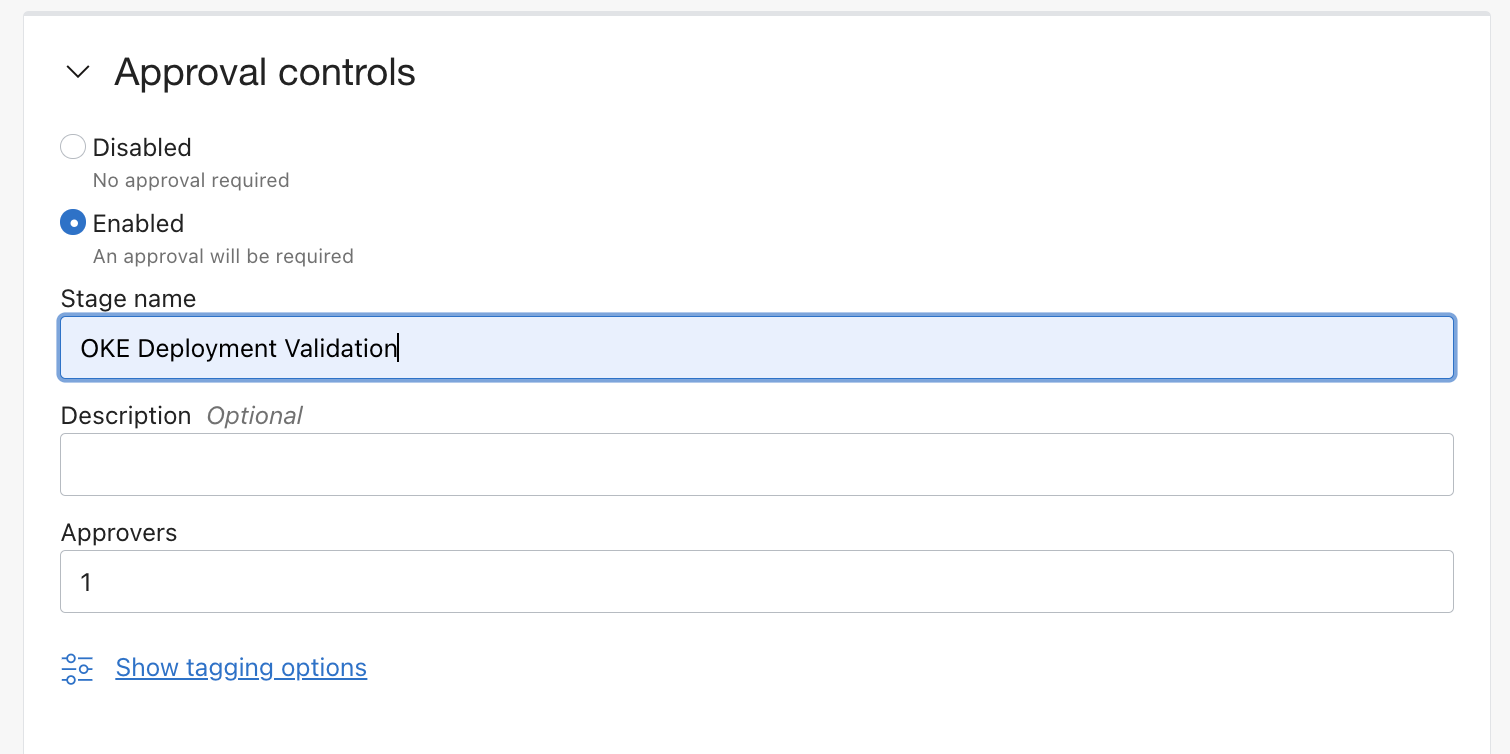 Approval controls
Disabled
No approval required
Enabled
An approval will be required
Stage name
OKE Deployment Validation
Description Optional
Approvers
1
Show tagging options